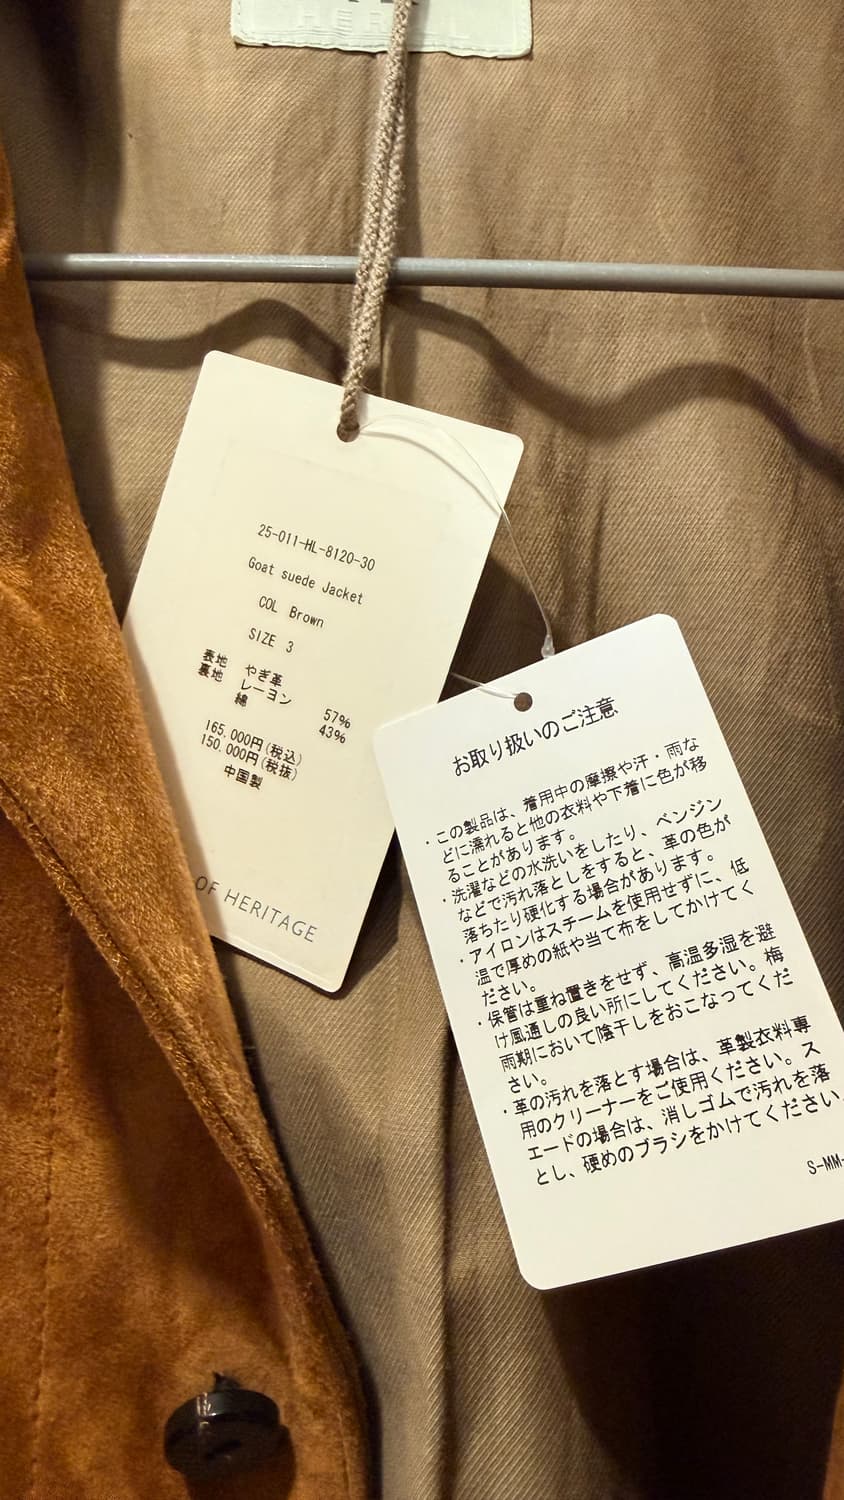 25-011-HL-8120-30
Goat suede Jacket
COL Brown
SIZE 3
表地 やぎ革
裏地 レーヨン 57%
綿 43%
165,000円(税込)
150,000円(税抜)
中国製
OF HERITAGE
お取り扱いのご注意
・この製品は、着用中の摩擦や汗・雨な
どに濡れると他の衣料や下着に色が移
ることがあります。
・洗濯などの水洗いをしたり、ベンジン
などで汚れ落としをすると、革の色が
落ちたり硬化する場合があります。
・アイロンはスチームを使用せずに、低
温で厚めの紙や当て布をしてかけてく
ださい。
・保管は重ね置きをせず、高温多湿を避
け風通しの良い所にしてください。梅
雨期において陰干しをおこなってくだ
さい。
・革の汚れを落とす場合は、革製衣料専
用のクリーナーをご使用ください。ス
エードの場合は、消しゴムで汚れを落
とし、硬めのブラシをかけてください。
S-MM-